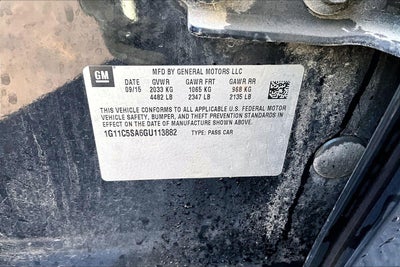 MFD BY GENERAL MOTORS LLC
GM
DATE GVWR GAWR FRT GAWR RR
09/15 2033 KG 1065 KG 968 KG
4482 LB 2347 LB 2135 LB
THIS VEHICLE CONFORMS TO ALL APPLICABLE U.S. FEDERAL MOTOR
VEHICLE SAFETY, BUMPER, AND THEFT PREVENTION STANDARDS IN
EFFECT ON THE DATE OF MANUFACTURE SHOWN ABOVE.
1G11C5SA6GU113882 TYPE: PASS CAR